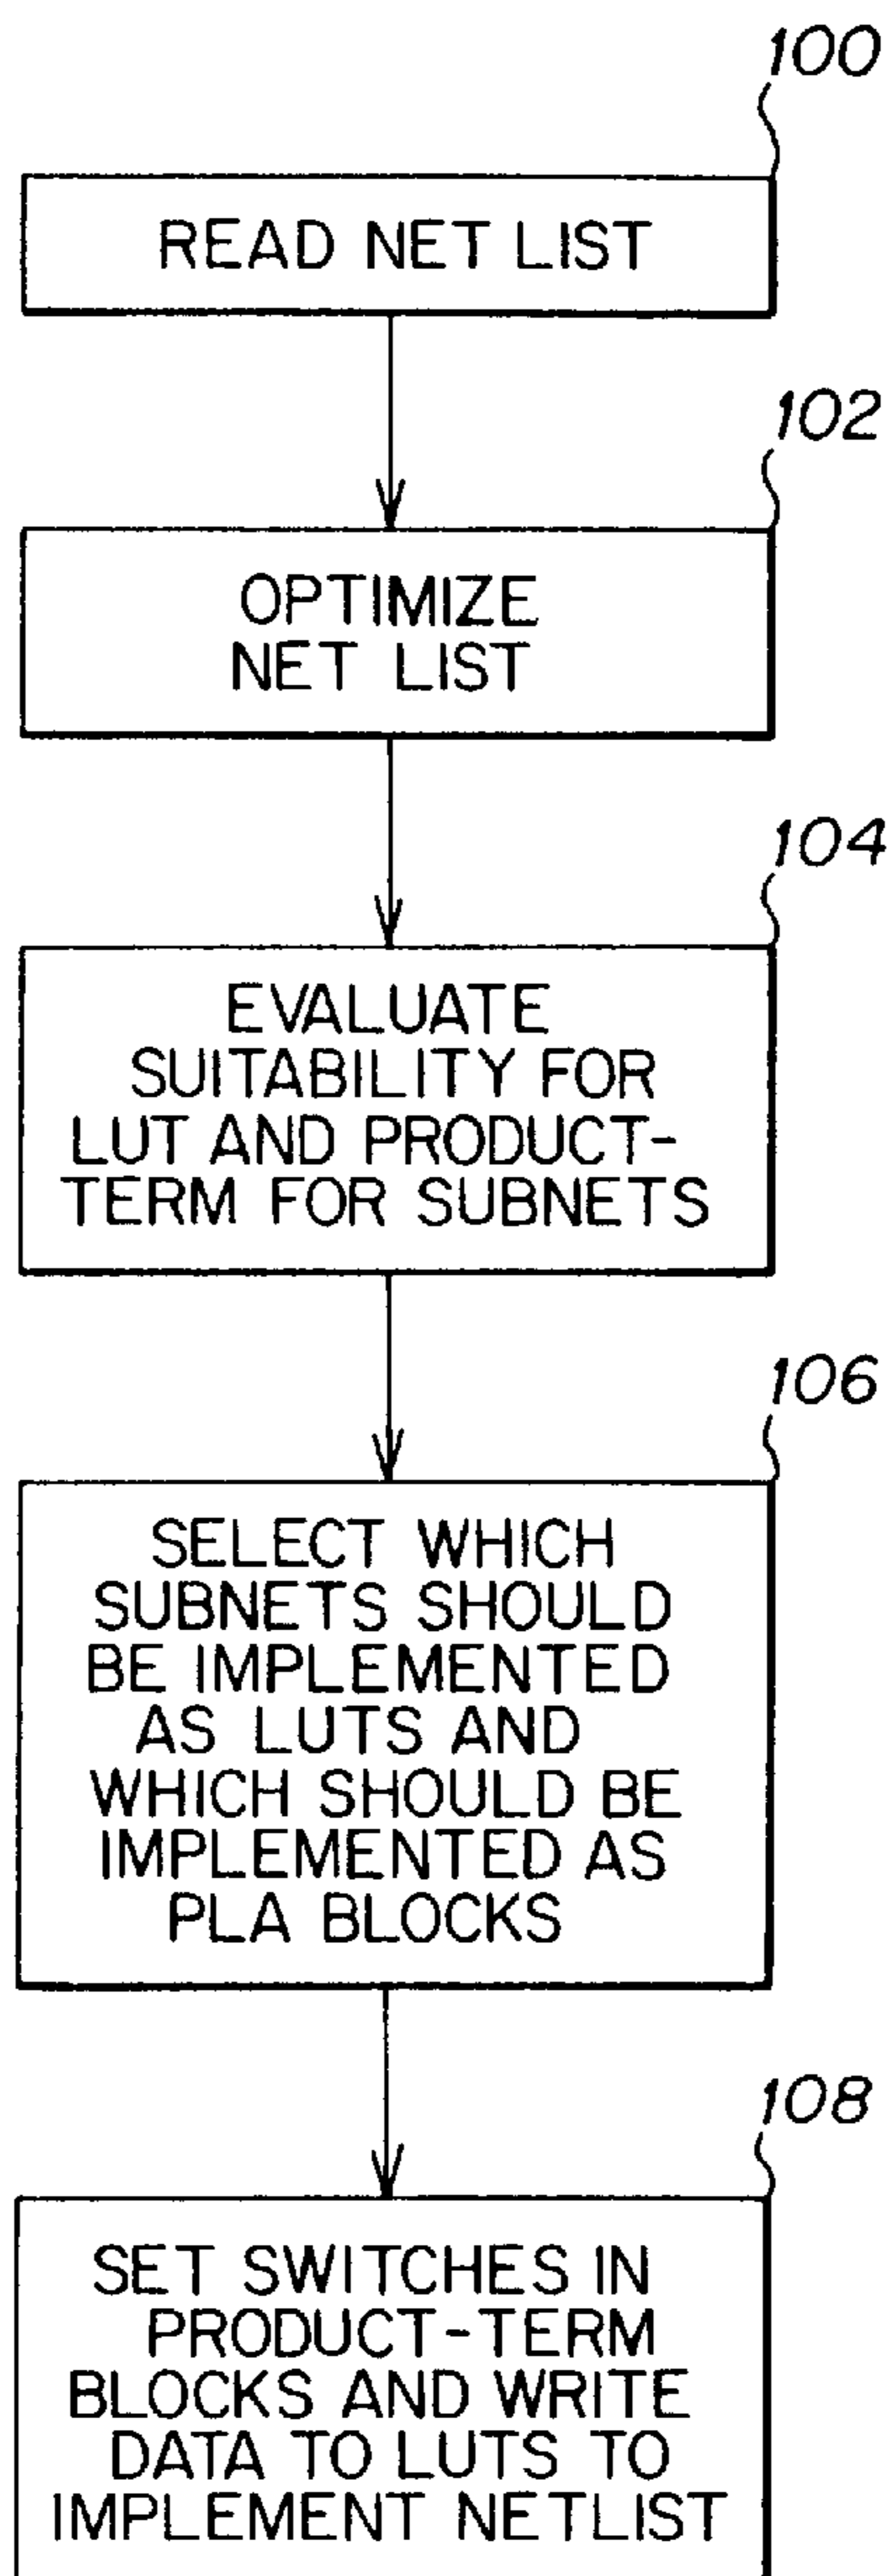 100
READ NET LIST
102
OPTIMIZE
NET LIST
104
EVALUATE
SUITABILITY FOR
LUT AND PRODUCT-
TERM FOR SUBNETS
106
SELECT WHICH
SUBNETS SHOULD
BE IMPLEMENTED
AS LUTS AND
WHICH SHOULD BE
IMPLEMENTED AS
PLA BLOCKS
108
SET SWITCHES IN
PRODUCT-TERM
BLOCKS AND WRITE
DATA TO LUTS TO
IMPLEMENT NETLIST